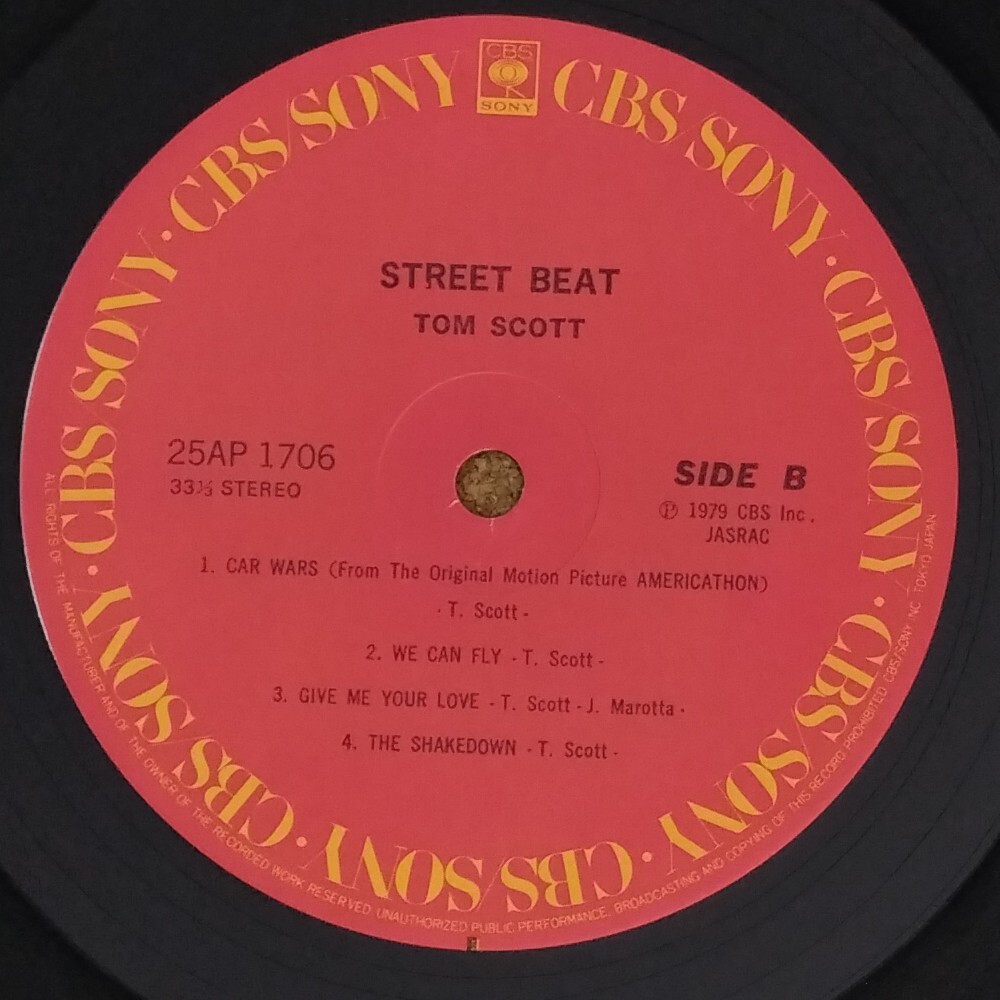 CBS
SONY
CBS/SONY · CBS/SONY · CBS/SONY · CBS/SONY · CBS/SONY · CBS/SONY · CBS/SONY · CBS/SONY
STREET BEAT
TOM SCOTT
25AP 1706
33⅓ STEREO
SIDE B
Ⓟ 1979 CBS Inc.
JASRAC
1. CAR WARS (From The Original Motion Picture AMERICATHON)
- T. Scott -
2. WE CAN FLY - T. Scott -
3. GIVE ME YOUR LOVE - T. Scott - J. Marotta -
4. THE SHAKEDOWN - T. Scott -
ALL RIGHTS OF THE MANUFACTURER AND OF THE OWNER OF THE RECORDED WORK RESERVED UNAUTHORIZED PUBLIC PERFORMANCE, BROADCASTING AND COPYING OF THIS RECORD PROHIBITED CBS/SONY INC TOKYO JAPAN